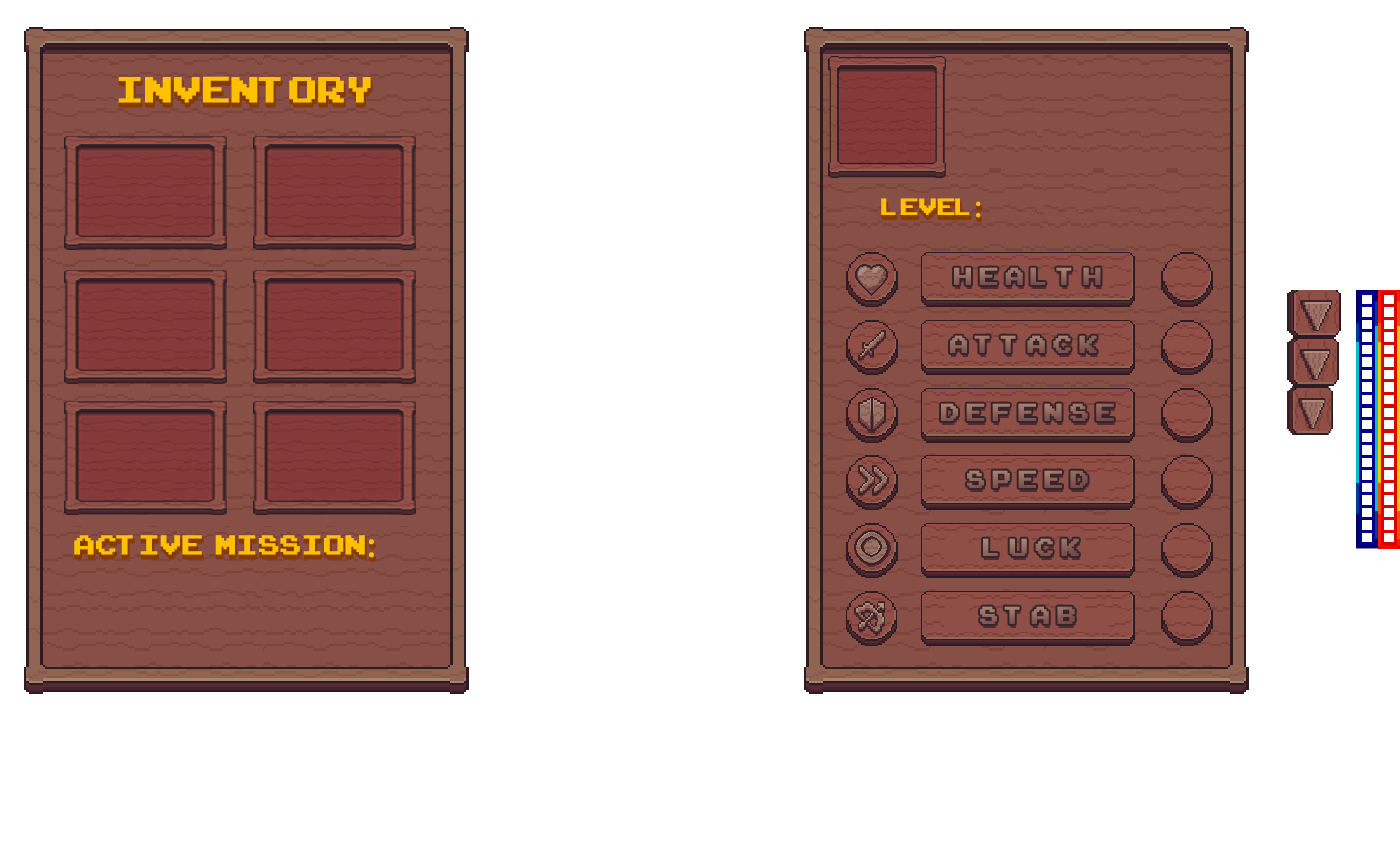 INVENTORY
ACTIVE MISSION:
LEVEL:
HEALTH
ATTACK
DEFENSE
SPEED
LUCK
STAB